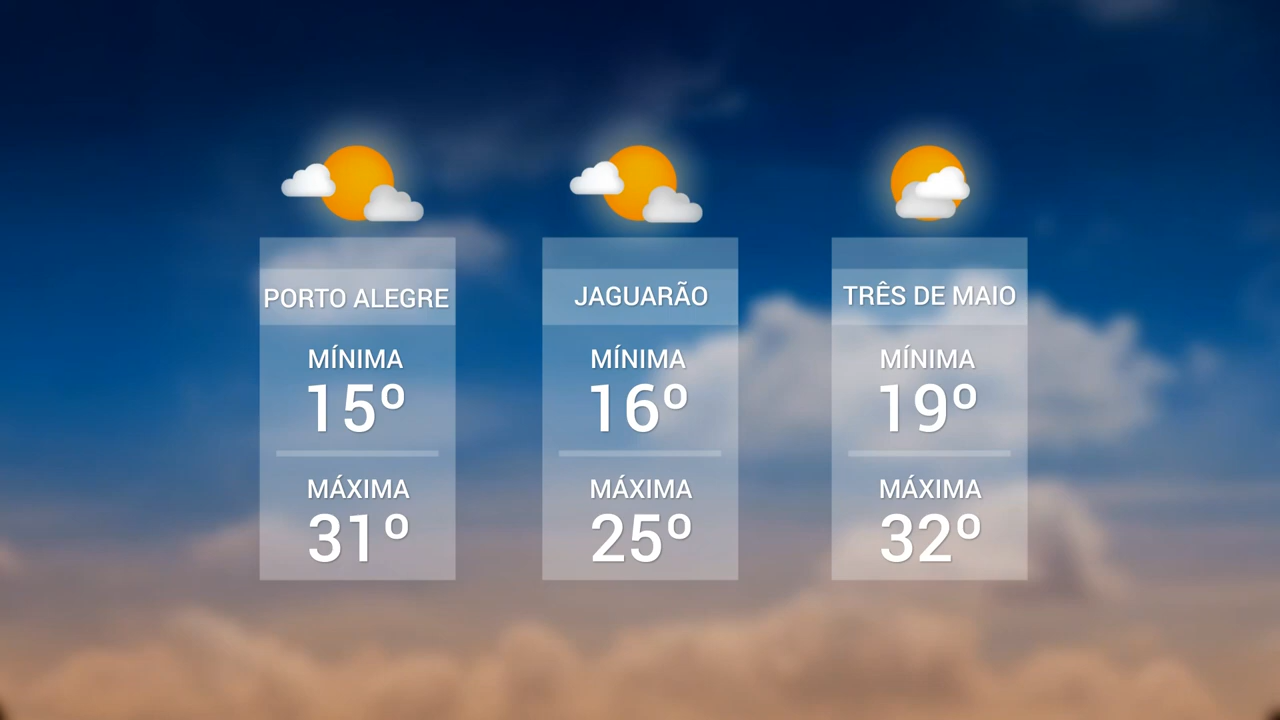 PORTO ALEGRE
MÍNIMA
15º
MÁXIMA
31º
JAGUARÃO
MÍNIMA
16º
MÁXIMA
25º
TRÊS DE MAIO
MÍNIMA
19º
MÁXIMA
32º